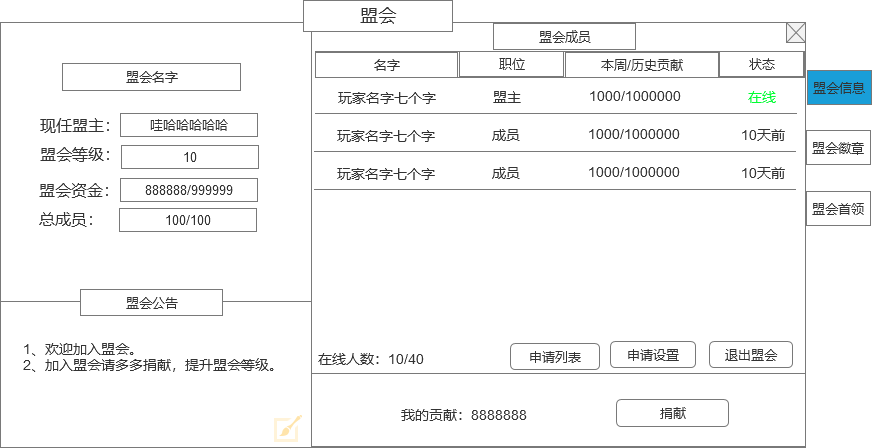 盟会
盟会名字
现任盟主：
哇哈哈哈哈哈
盟会等级：
10
盟会资金：
888888/999999
总成员：
100/100
盟会公告
1、欢迎加入盟会。
2、加入盟会请多多捐献，提升盟会等级。
盟会成员
名字 职位 本周/历史贡献 状态
玩家名字七个字 盟主 1000/1000000 在线
玩家名字七个字 成员 1000/1000000 10天前
玩家名字七个字 成员 1000/1000000 10天前
在线人数：10/40
申请列表
申请设置
退出盟会
我的贡献：8888888
捐献
盟会信息
盟会徽章
盟会首领